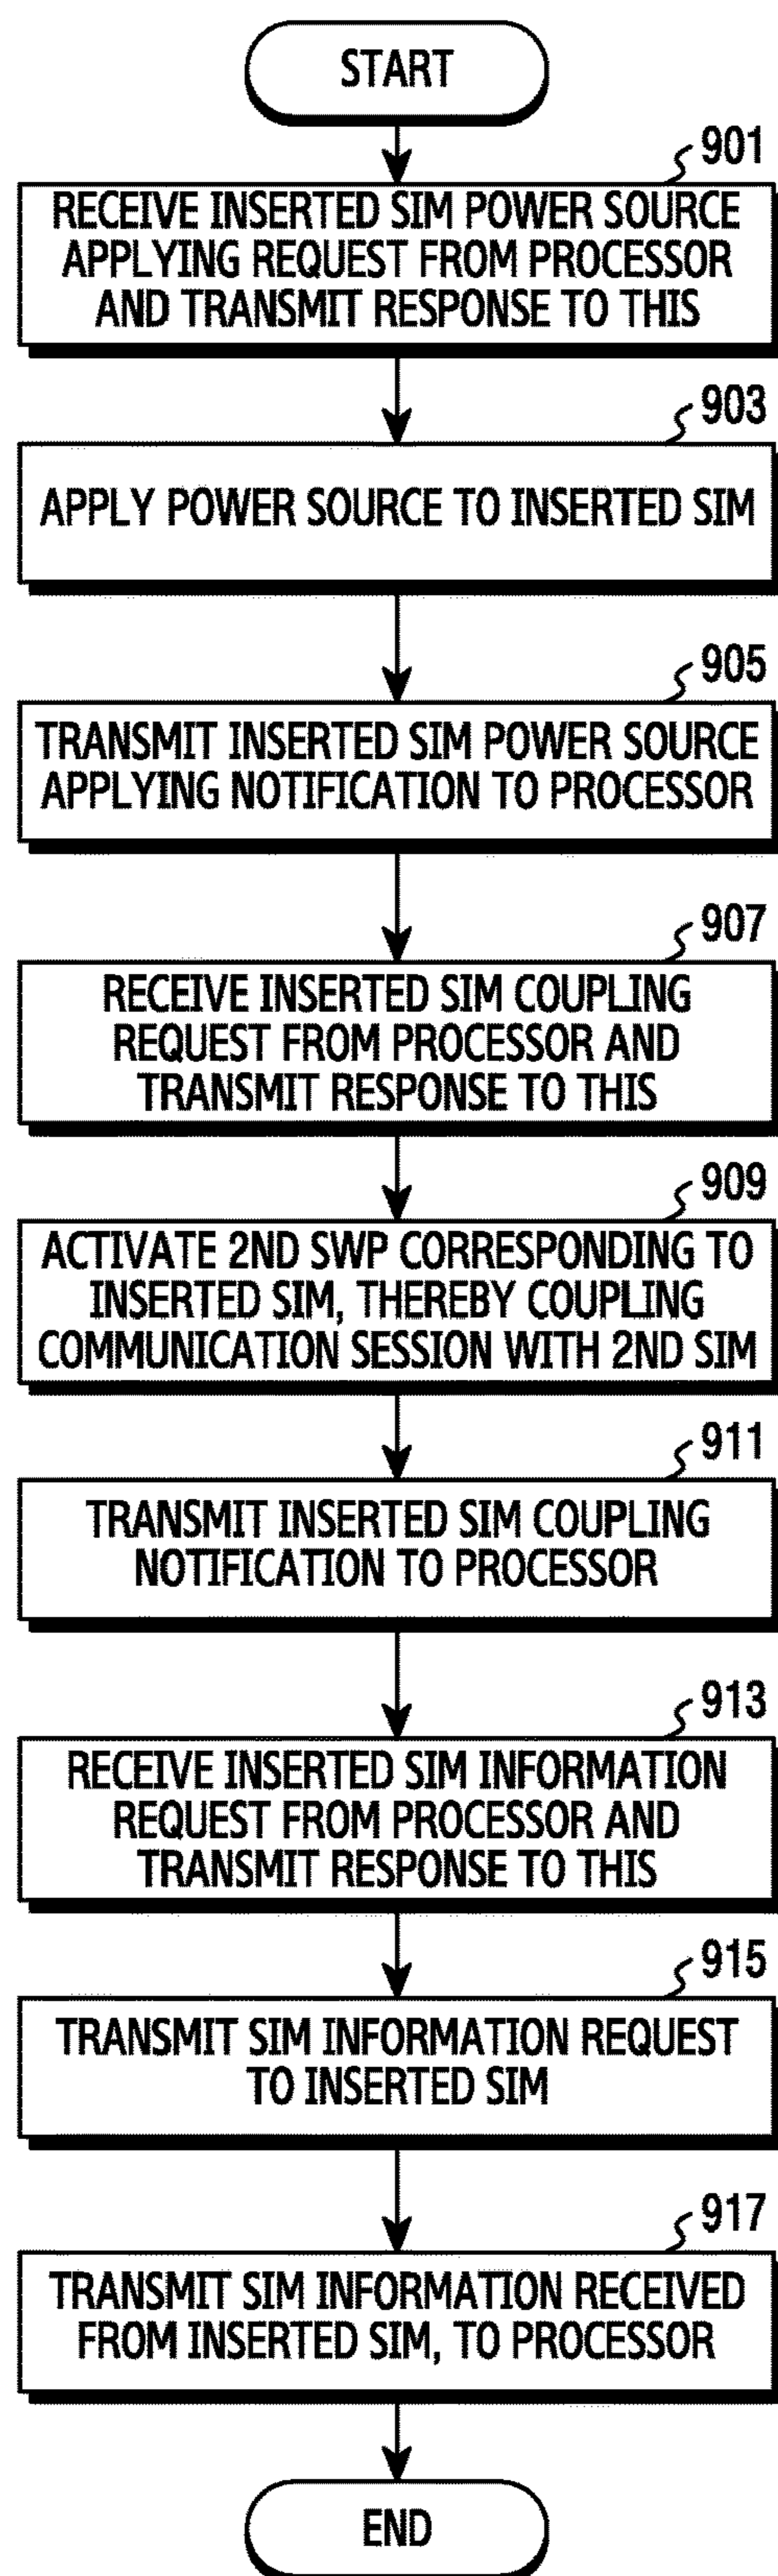 START
901
RECEIVE INSERTED SIM POWER SOURCE
APPLYING REQUEST FROM PROCESSOR
AND TRANSMIT RESPONSE TO THIS
903
APPLY POWER SOURCE TO INSERTED SIM
905
TRANSMIT INSERTED SIM POWER SOURCE
APPLYING NOTIFICATION TO PROCESSOR
907
RECEIVE INSERTED SIM COUPLING
REQUEST FROM PROCESSOR AND
TRANSMIT RESPONSE TO THIS
909
ACTIVATE 2ND SWP CORRESPONDING TO
INSERTED SIM, THEREBY COUPLING
COMMUNICATION SESSION WITH 2ND SIM
911
TRANSMIT INSERTED SIM COUPLING
NOTIFICATION TO PROCESSOR
913
RECEIVE INSERTED SIM INFORMATION
REQUEST FROM PROCESSOR AND
TRANSMIT RESPONSE TO THIS
915
TRANSMIT SIM INFORMATION REQUEST
TO INSERTED SIM
917
TRANSMIT SIM INFORMATION RECEIVED
FROM INSERTED SIM, TO PROCESSOR
END